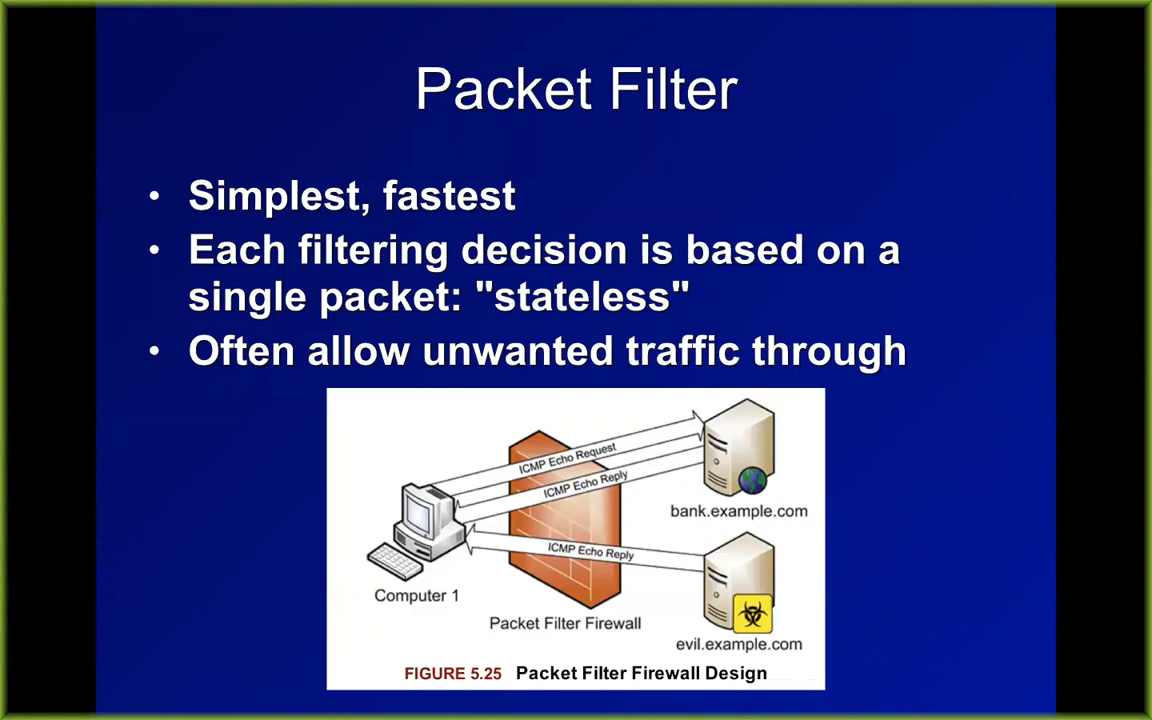 Packet Filter
• Simplest, fastest
• Each filtering decision is based on a
single packet: "stateless"
• Often allow unwanted traffic through
ICMP Echo Request
ICMP Echo Reply
bank.example.com
ICMP Echo Reply
Computer 1
Packet Filter Firewall
evil.example.com
FIGURE 5.25 Packet Filter Firewall Design